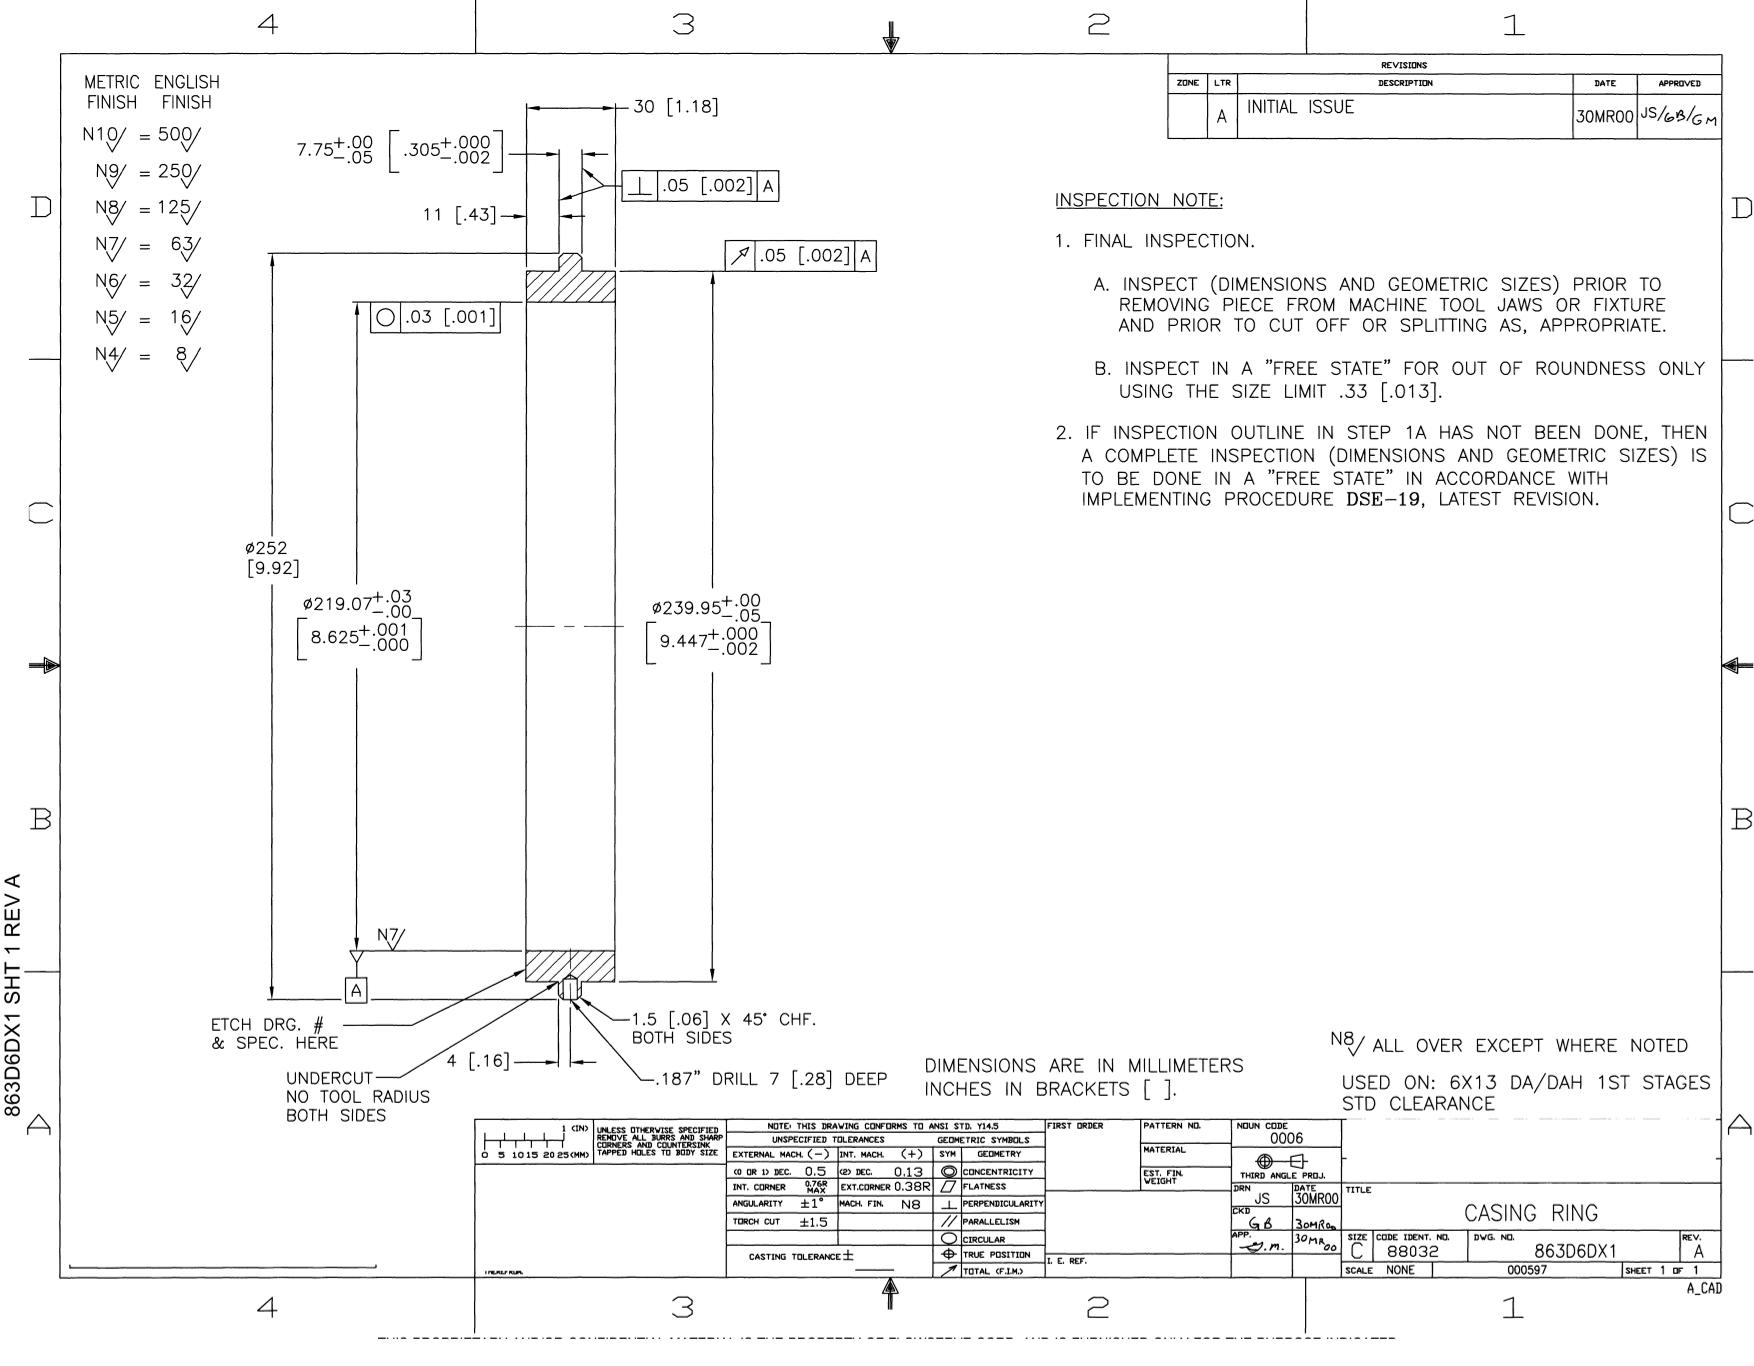 4 3 2 1
METRIC ENGLISH
FINISH FINISH
N10/ = 500/
N9/ = 250/
N8/ = 125/
N7/ = 63/
N6/ = 32/
N5/ = 16/
N4/ = 8/
30 [1.18]
7.75 +.00 -.05 [.305 +.000 -.002]
⊥ .05 [.002] A
11 [.43]
↗ .05 [.002] A
○ .03 [.001]
ø252
[9.92]
ø219.07 +.03 -.00
[8.625 +.001 -.000]
ø239.95 +.00 -.05
[9.447 +.000 -.002]
N7/
A
ETCH DRG. #
& SPEC. HERE
1.5 [.06] X 45° CHF.
BOTH SIDES
4 [.16]
.187" DRILL 7 [.28] DEEP
UNDERCUT
NO TOOL RADIUS
BOTH SIDES
REVISIONS
ZONE LTR DESCRIPTION DATE APPROVED
A INITIAL ISSUE 30MR00 JS/GB/GM
INSPECTION NOTE:
1. FINAL INSPECTION.
A. INSPECT (DIMENSIONS AND GEOMETRIC SIZES) PRIOR TO
REMOVING PIECE FROM MACHINE TOOL JAWS OR FIXTURE
AND PRIOR TO CUT OFF OR SPLITTING AS, APPROPRIATE.
B. INSPECT IN A "FREE STATE" FOR OUT OF ROUNDNESS ONLY
USING THE SIZE LIMIT .33 [.013].
2. IF INSPECTION OUTLINE IN STEP 1A HAS NOT BEEN DONE, THEN
A COMPLETE INSPECTION (DIMENSIONS AND GEOMETRIC SIZES) IS
TO BE DONE IN A "FREE STATE" IN ACCORDANCE WITH
IMPLEMENTING PROCEDURE DSE-19, LATEST REVISION.
D D
C C
B B
A A
863D6DX1 SHT 1 REV A
DIMENSIONS ARE IN MILLIMETERS
INCHES IN BRACKETS [ ].
N8/ ALL OVER EXCEPT WHERE NOTED
USED ON: 6X13 DA/DAH 1ST STAGES
STD CLEARANCE
1 (IN)
0 5 10 15 20 25(MM)
UNLESS OTHERWISE SPECIFIED
REMOVE ALL BURRS AND SHARP
CORNERS AND COUNTERSINK
TAPPED HOLES TO BODY SIZE
NOTE: THIS DRAWING CONFORMS TO ANSI STD. Y14.5
UNSPECIFIED TOLERANCES GEOMETRIC SYMBOLS
EXTERNAL MACH. (-) INT. MACH. (+) SYM GEOMETRY
(0 OR 1) DEC. 0.5 (2) DEC. 0.13 CONCENTRICITY
INT. CORNER 0.76R MAX EXT.CORNER 0.38R FLATNESS
ANGULARITY ±1° MACH. FIN. N8 PERPENDICULARITY
TORCH CUT ±1.5 PARALLELISM
CIRCULAR
CASTING TOLERANCE ± TRUE POSITION
TOTAL (F.I.M.)
FIRST ORDER
I. E. REF.
PATTERN NO.
MATERIAL
EST. FIN.
WEIGHT
NOUN CODE
0006
THIRD ANGLE PROJ.
DRN JS DATE 30MR00
CKD GB 30MR00
APP. G.M. 30MR00
TITLE
CASING RING
SIZE C CODE IDENT. NO. 88032 DWG. NO. 863D6DX1 REV. A
SCALE NONE 000597 SHEET 1 OF 1
A_CAD
4 3 2 1